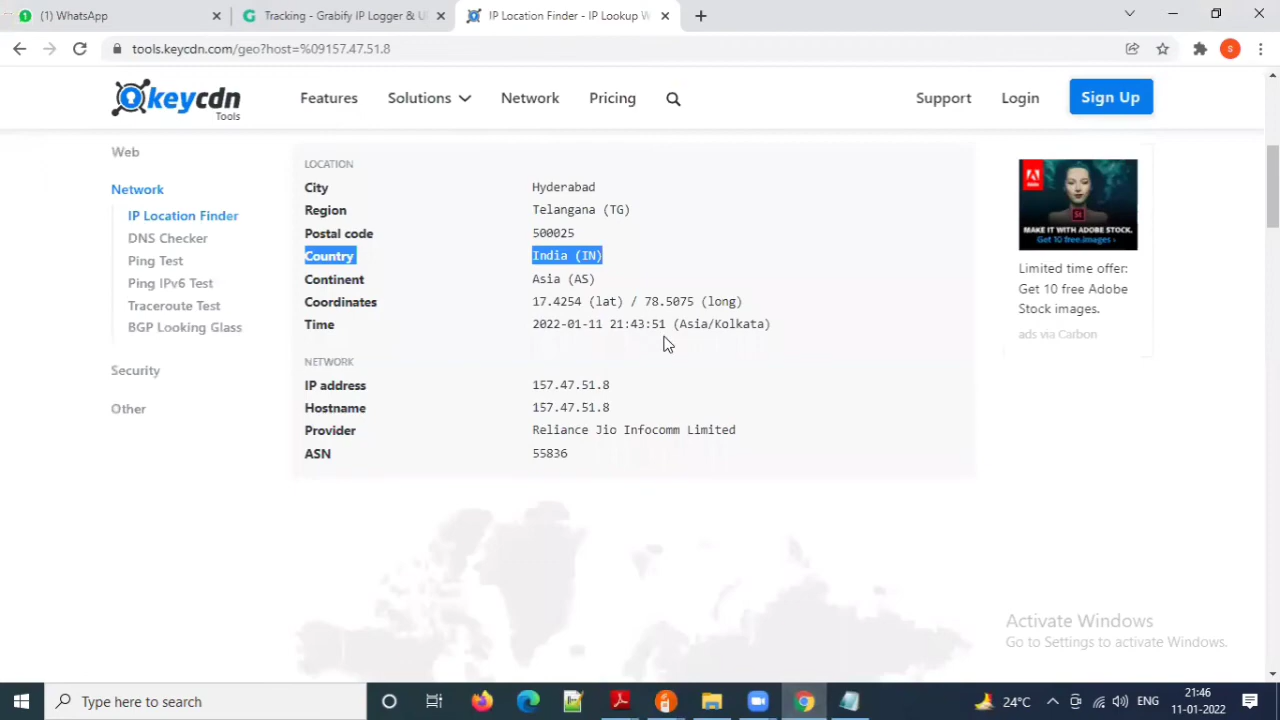 (1) WhatsApp
Tracking - Grabify IP Logger & U
IP Location Finder - IP Lookup W
tools.keycdn.com/geo?host=%09157.47.51.8
S
keycdn
Tools
Features
Solutions
Network
Pricing
Support
Login
Sign Up
Web
Network
IP Location Finder
DNS Checker
Ping Test
Ping IPv6 Test
Traceroute Test
BGP Looking Glass
Security
Other
LOCATION
City Hyderabad
Region Telangana (TG)
Postal code 500025
Country India (IN)
Continent Asia (AS)
Coordinates 17.4254 (lat) / 78.5075 (long)
Time 2022-01-11 21:43:51 (Asia/Kolkata)
NETWORK
IP address 157.47.51.8
Hostname 157.47.51.8
Provider Reliance Jio Infocomm Limited
ASN 55836
Adobe
St
MAKE IT WITH ADOBE STOCK.
Get 10 free images ›
Limited time offer:
Get 10 free Adobe
Stock images.
ads via Carbon
Activate Windows
Go to Settings to activate Windows.
Type here to search
24°C
ENG
21:46
11-01-2022